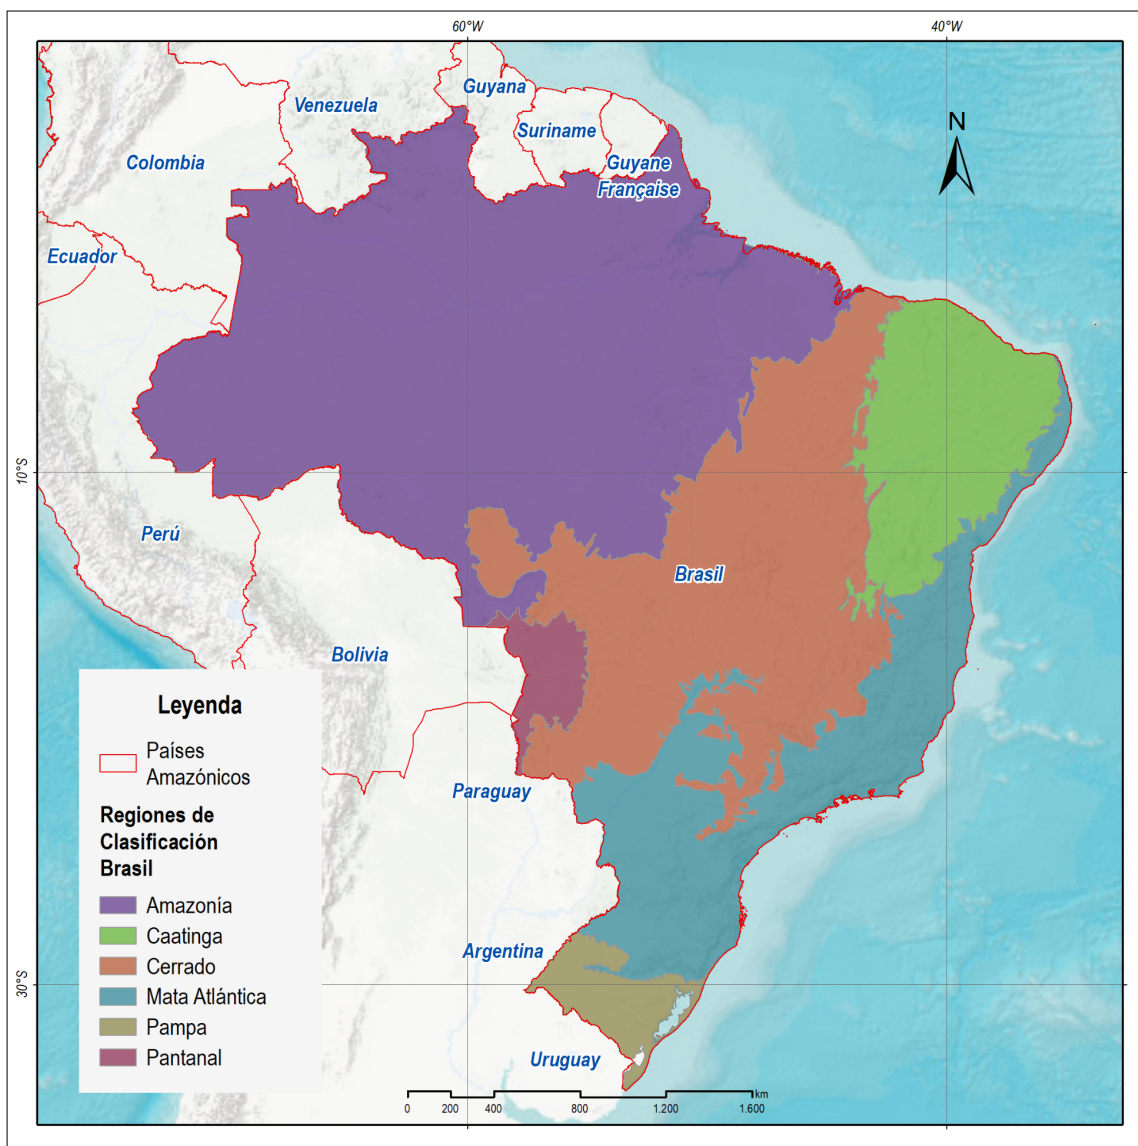 60°W
40°W
Guyana
Venezuela
N
Suriname
Colombia
Guyane
Française
Ecuador
10°S
Perú
Brasil
Bolivia
Leyenda
Países
Amazónicos
Paraguay
Regiones de
Clasificación
Brasil
Amazonía
Caatinga
Argentina
Cerrado
Mata Atlántica
30°S
Pampa
Pantanal
Uruguay
km
0 200 400 800 1.200 1.600